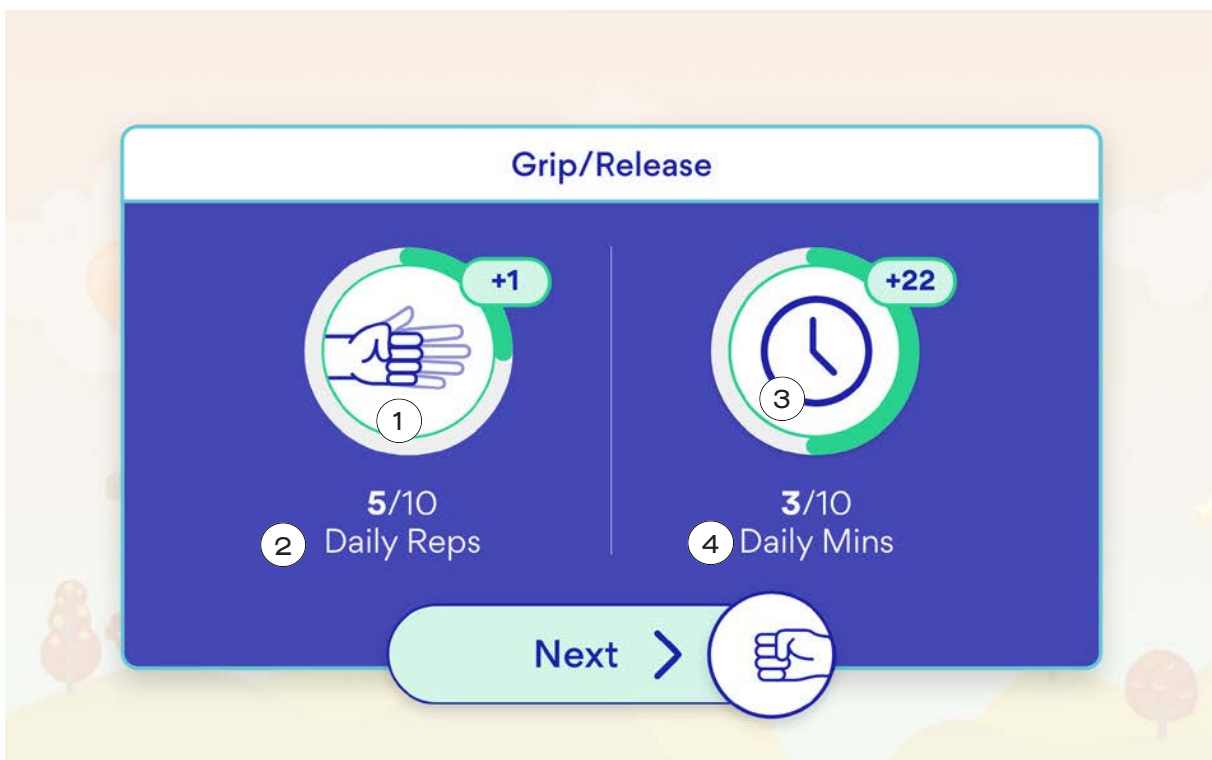 Grip/Release
+1
+22
1
3
5/10
3/10
2 Daily Reps
4 Daily Mins
Next